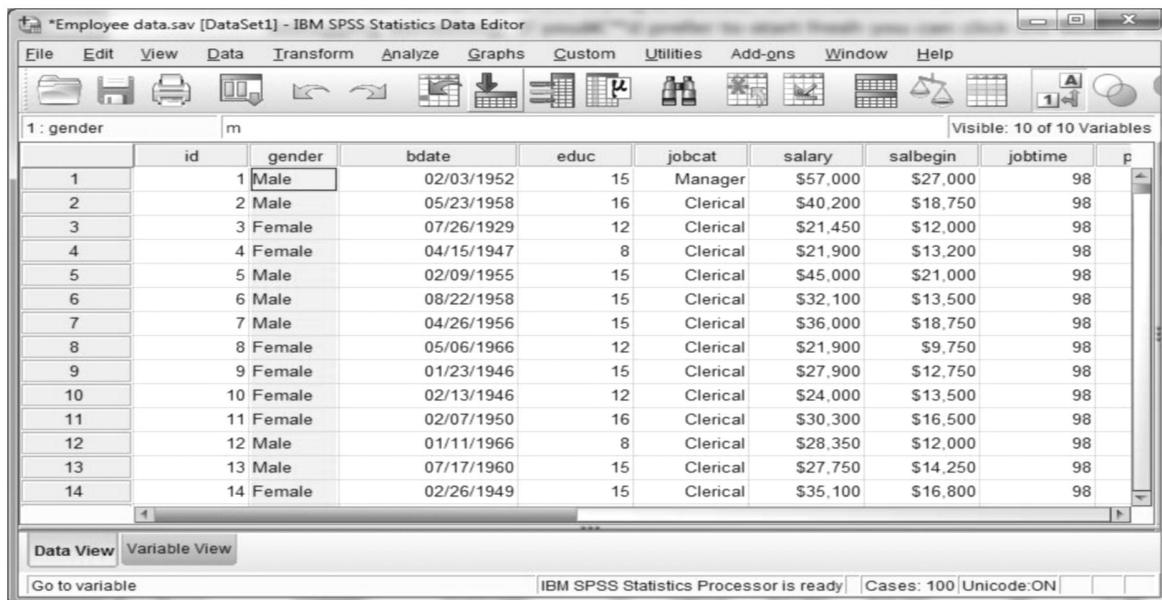 *Employee data.sav [DataSet1] - IBM SPSS Statistics Data Editor
File Edit View Data Transform Analyze Graphs Custom Utilities Add-ons Window Help
A
1
μ
1 : gender m Visible: 10 of 10 Variables
id gender bdate educ jobcat salary salbegin jobtime p
1 1 Male 02/03/1952 15 Manager $57,000 $27,000 98
2 2 Male 05/23/1958 16 Clerical $40,200 $18,750 98
3 3 Female 07/26/1929 12 Clerical $21,450 $12,000 98
4 4 Female 04/15/1947 8 Clerical $21,900 $13,200 98
5 5 Male 02/09/1955 15 Clerical $45,000 $21,000 98
6 6 Male 08/22/1958 15 Clerical $32,100 $13,500 98
7 7 Male 04/26/1956 15 Clerical $36,000 $18,750 98
8 8 Female 05/06/1966 12 Clerical $21,900 $9,750 98
9 9 Female 01/23/1946 15 Clerical $27,900 $12,750 98
10 10 Female 02/13/1946 12 Clerical $24,000 $13,500 98
11 11 Female 02/07/1950 16 Clerical $30,300 $16,500 98
12 12 Male 01/11/1966 8 Clerical $28,350 $12,000 98
13 13 Male 07/17/1960 15 Clerical $27,750 $14,250 98
14 14 Female 02/26/1949 15 Clerical $35,100 $16,800 98
Data View Variable View
Go to variable IBM SPSS Statistics Processor is ready Cases: 100 Unicode:ON